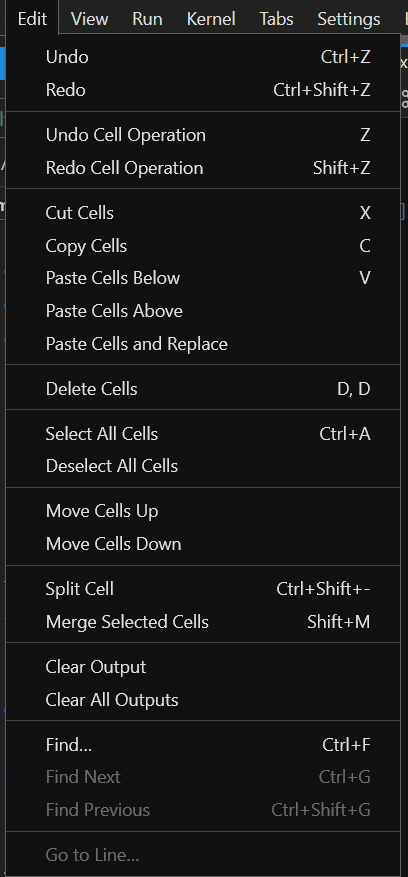 Edit View Run Kernel Tabs Settings
Undo Ctrl+Z
Redo Ctrl+Shift+Z
Undo Cell Operation Z
Redo Cell Operation Shift+Z
Cut Cells X
Copy Cells C
Paste Cells Below V
Paste Cells Above
Paste Cells and Replace
Delete Cells D, D
Select All Cells Ctrl+A
Deselect All Cells
Move Cells Up
Move Cells Down
Split Cell Ctrl+Shift+-
Merge Selected Cells Shift+M
Clear Output
Clear All Outputs
Find... Ctrl+F
Find Next Ctrl+G
Find Previous Ctrl+Shift+G
Go to Line...